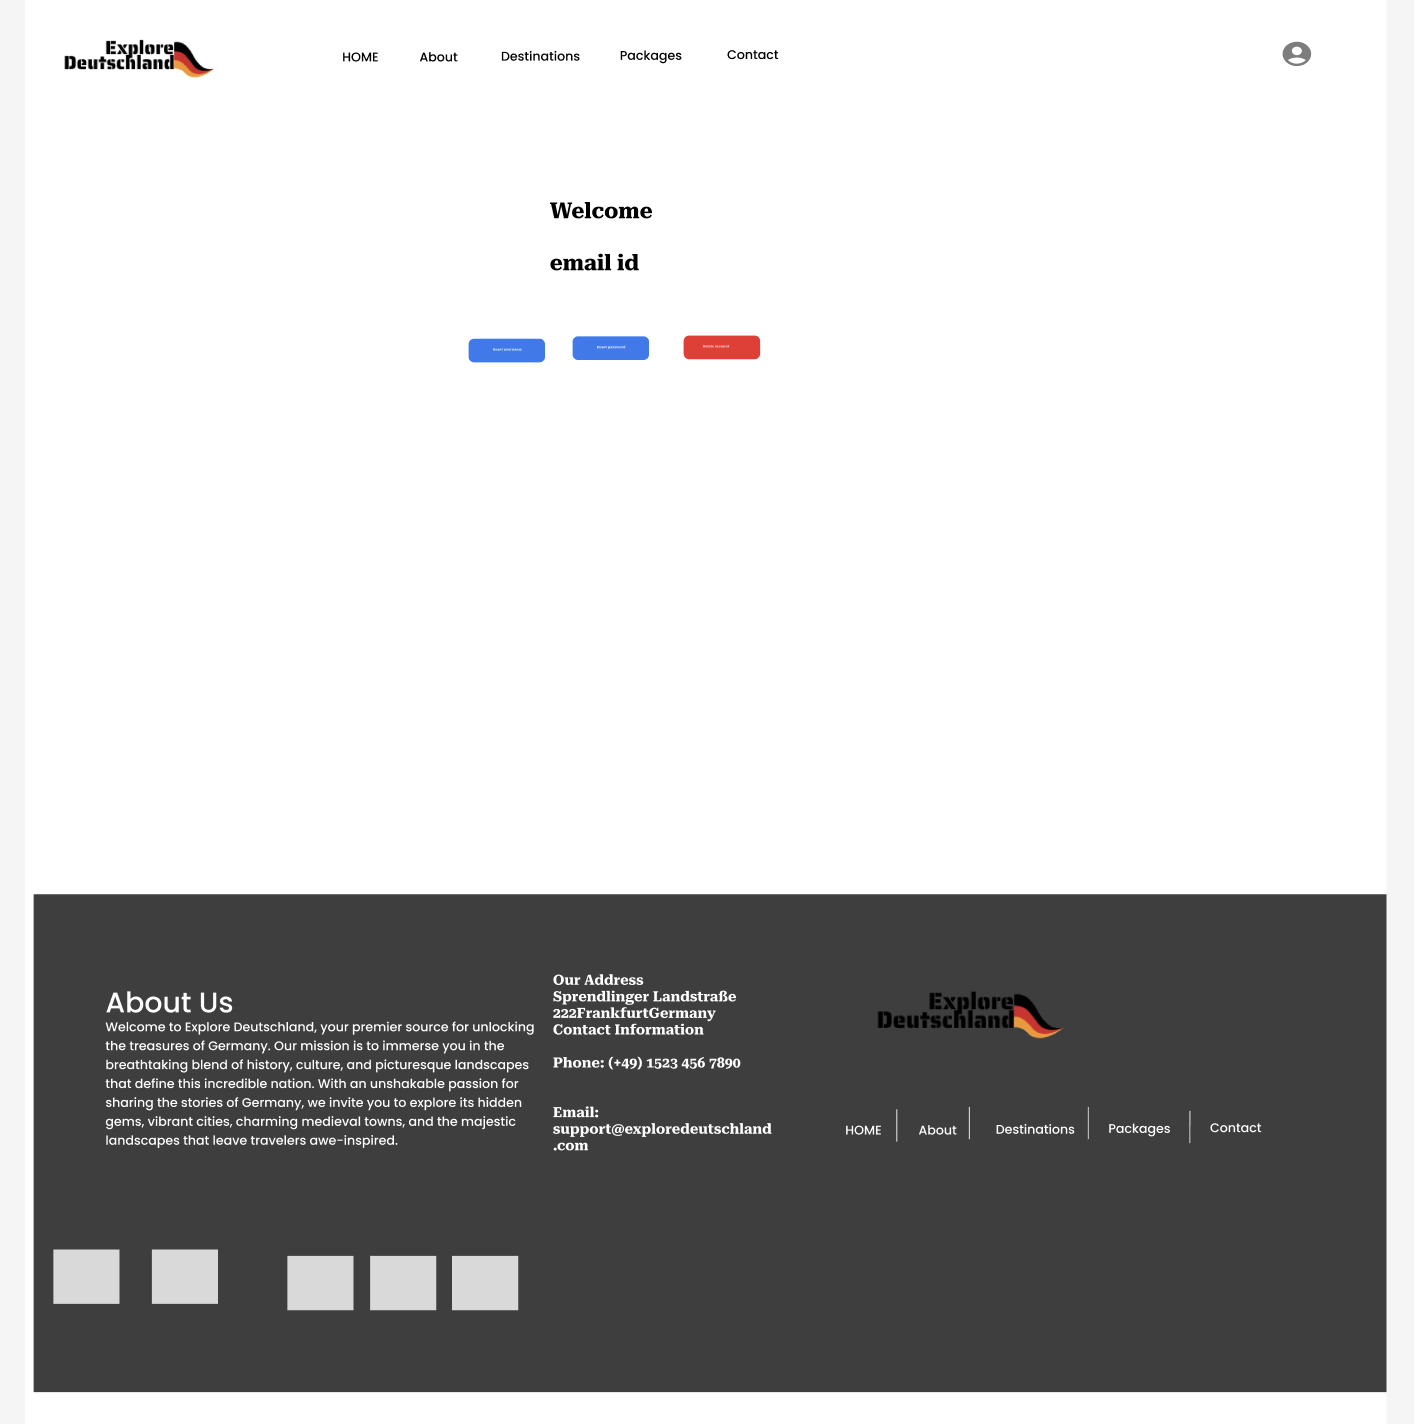 Explore
Deutschland
HOME About Destinations Packages Contact
Welcome
email id
Reset password
Delete account
About Us
Welcome to Explore Deutschland, your premier source for unlocking
the treasures of Germany. Our mission is to immerse you in the
breathtaking blend of history, culture, and picturesque landscapes
that define this incredible nation. With an unshakable passion for
sharing the stories of Germany, we invite you to explore its hidden
gems, vibrant cities, charming medieval towns, and the majestic
landscapes that leave travelers awe-inspired.
Our Address
Sprendlinger Landstraße
222FrankfurtGermany
Contact Information
Phone: (+49) 1523 456 7890
Email:
support@exploredeutschland
.com
Explore
Deutschland
HOME About Destinations Packages Contact